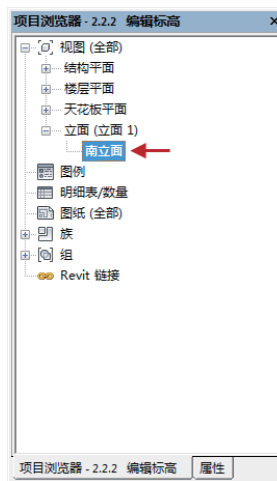 项目浏览器 - 2.2.2 编辑标高
视图 (全部)
结构平面
楼层平面
天花板平面
立面 (立面 1)
南立面
图例
明细表/数量
图纸 (全部)
族
组
Revit 链接
项目浏览器 - 2.2.2 编辑标高 属性